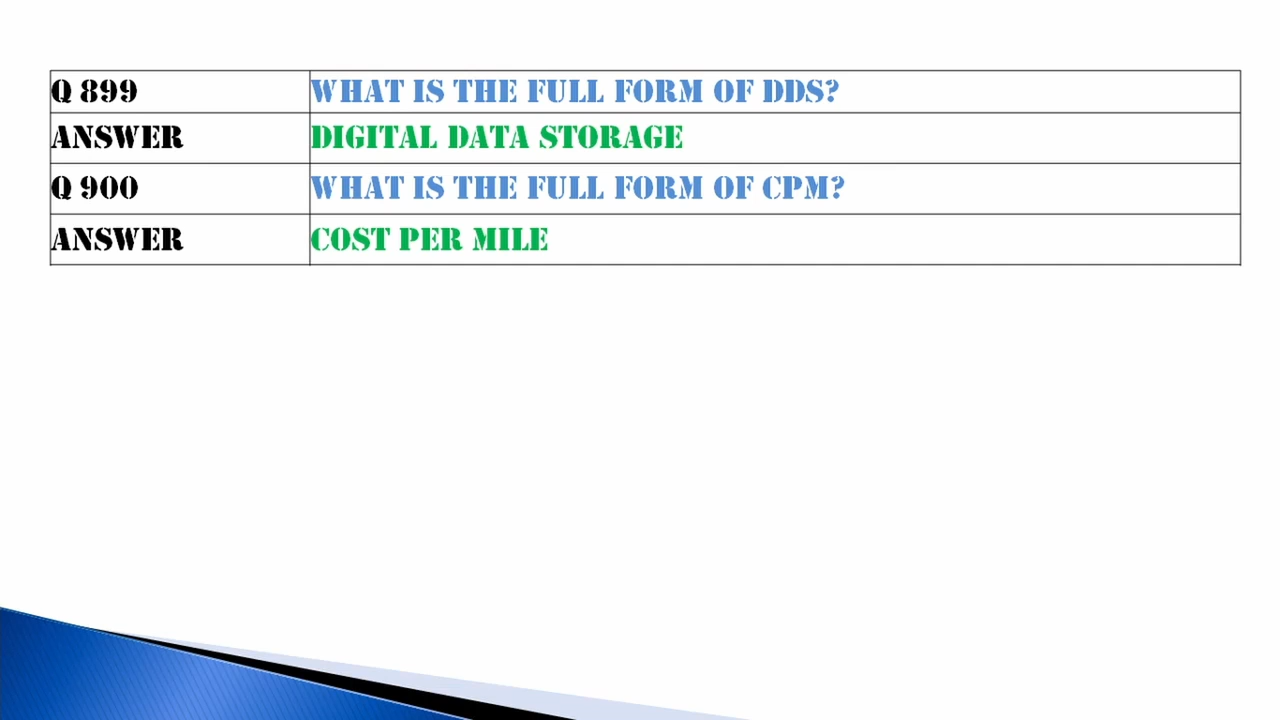 Q 899 WHAT IS THE FULL FORM OF DDS?
ANSWER DIGITAL DATA STORAGE
Q 900 WHAT IS THE FULL FORM OF CPM?
ANSWER COST PER MILE